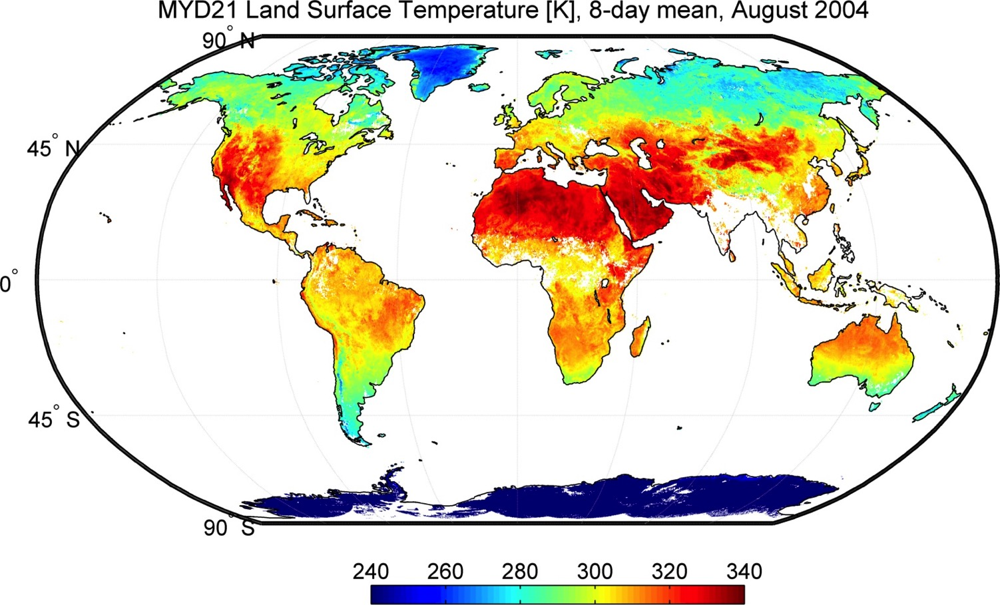 MYD21 Land Surface Temperature [K], 8-day mean, August 2004
90° N
45° N
0°
45° S
90° S
240 260 280 300 320 340